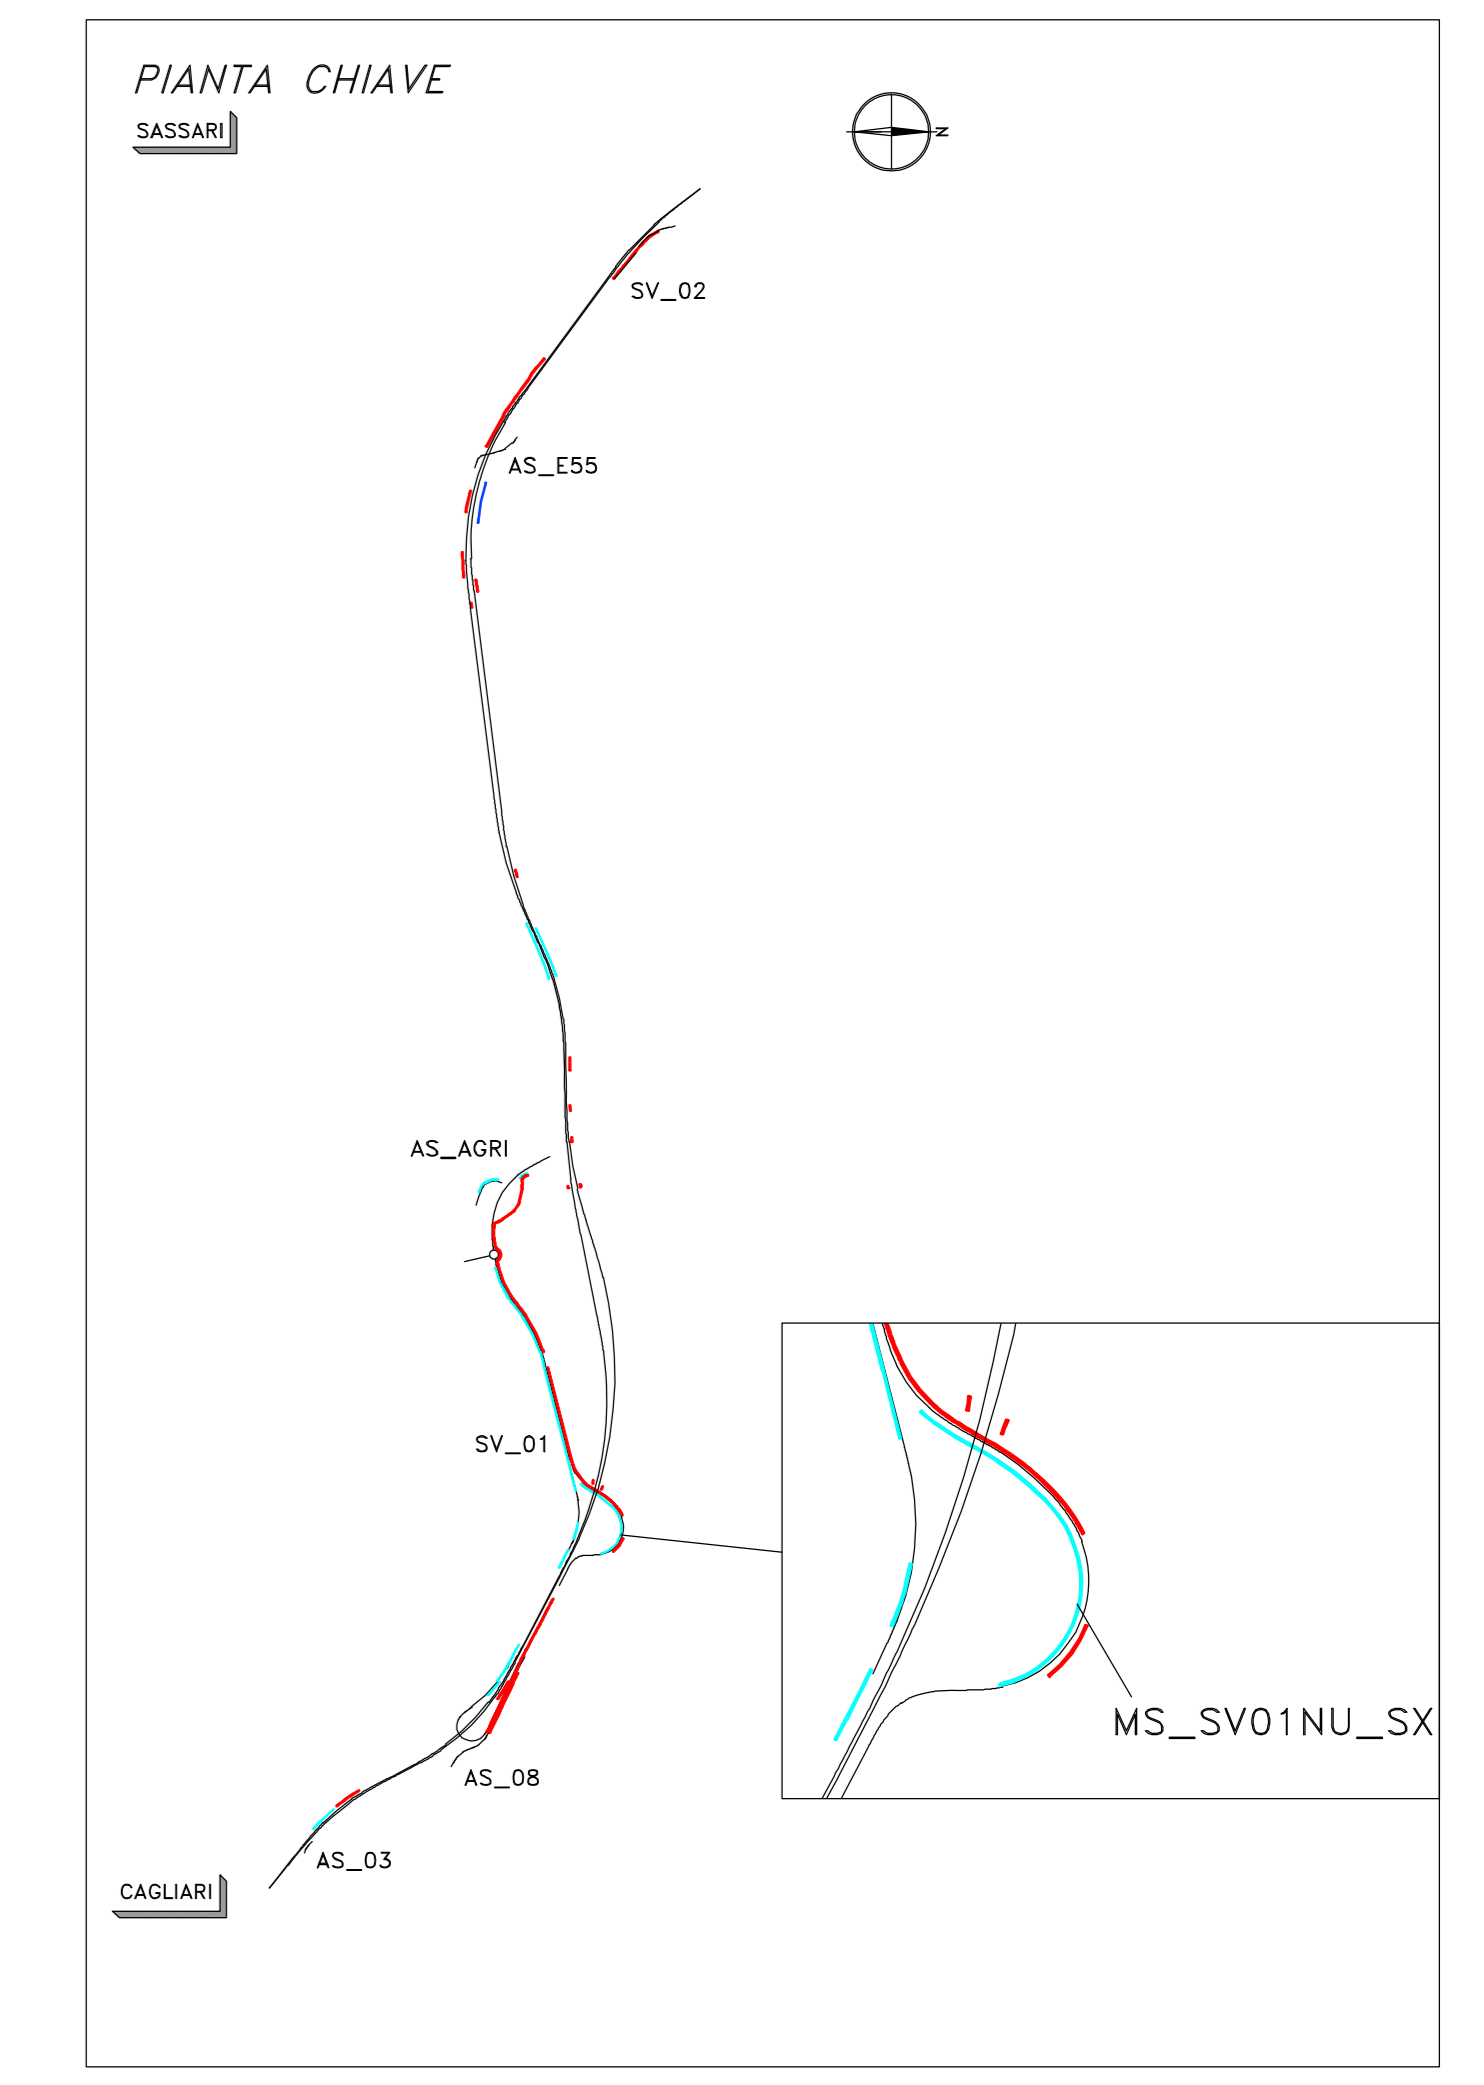 PIANTA CHIAVE
SASSARI
N
SV_02
AS_E55
AS_AGRI
SV_01
MS_SV01NU_SX
AS_08
AS_03
CAGLIARI